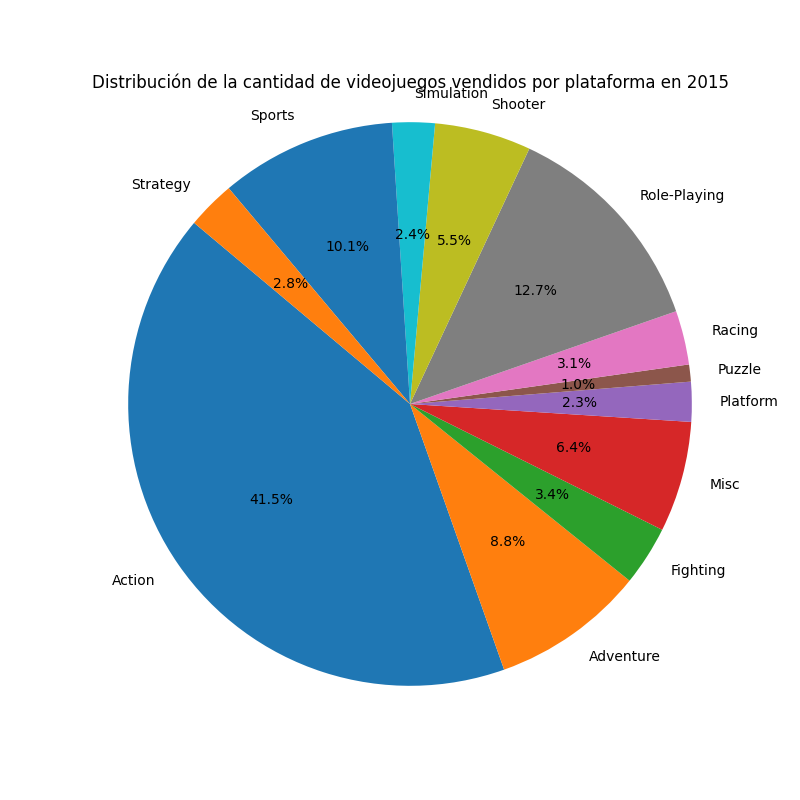 Distribución de la cantidad de videojuegos vendidos por plataforma en 2015
Simulation
Shooter
Sports
Strategy
Role-Playing
2.4%
5.5%
10.1%
2.8%
12.7%
Racing
3.1%
Puzzle
1.0%
Platform
2.3%
6.4%
Misc
3.4%
41.5%
8.8%
Fighting
Action
Adventure